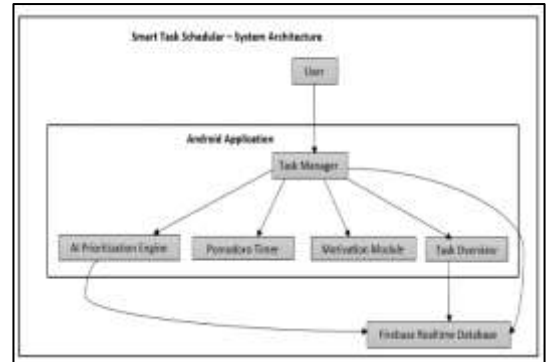 Smart Task Schedular – System Architecture
User
Android Application
Task Manager
AI Prioritization Engine
Pomodoro Timer
Motivation Module
Task Overview
Firebase Realtime Database